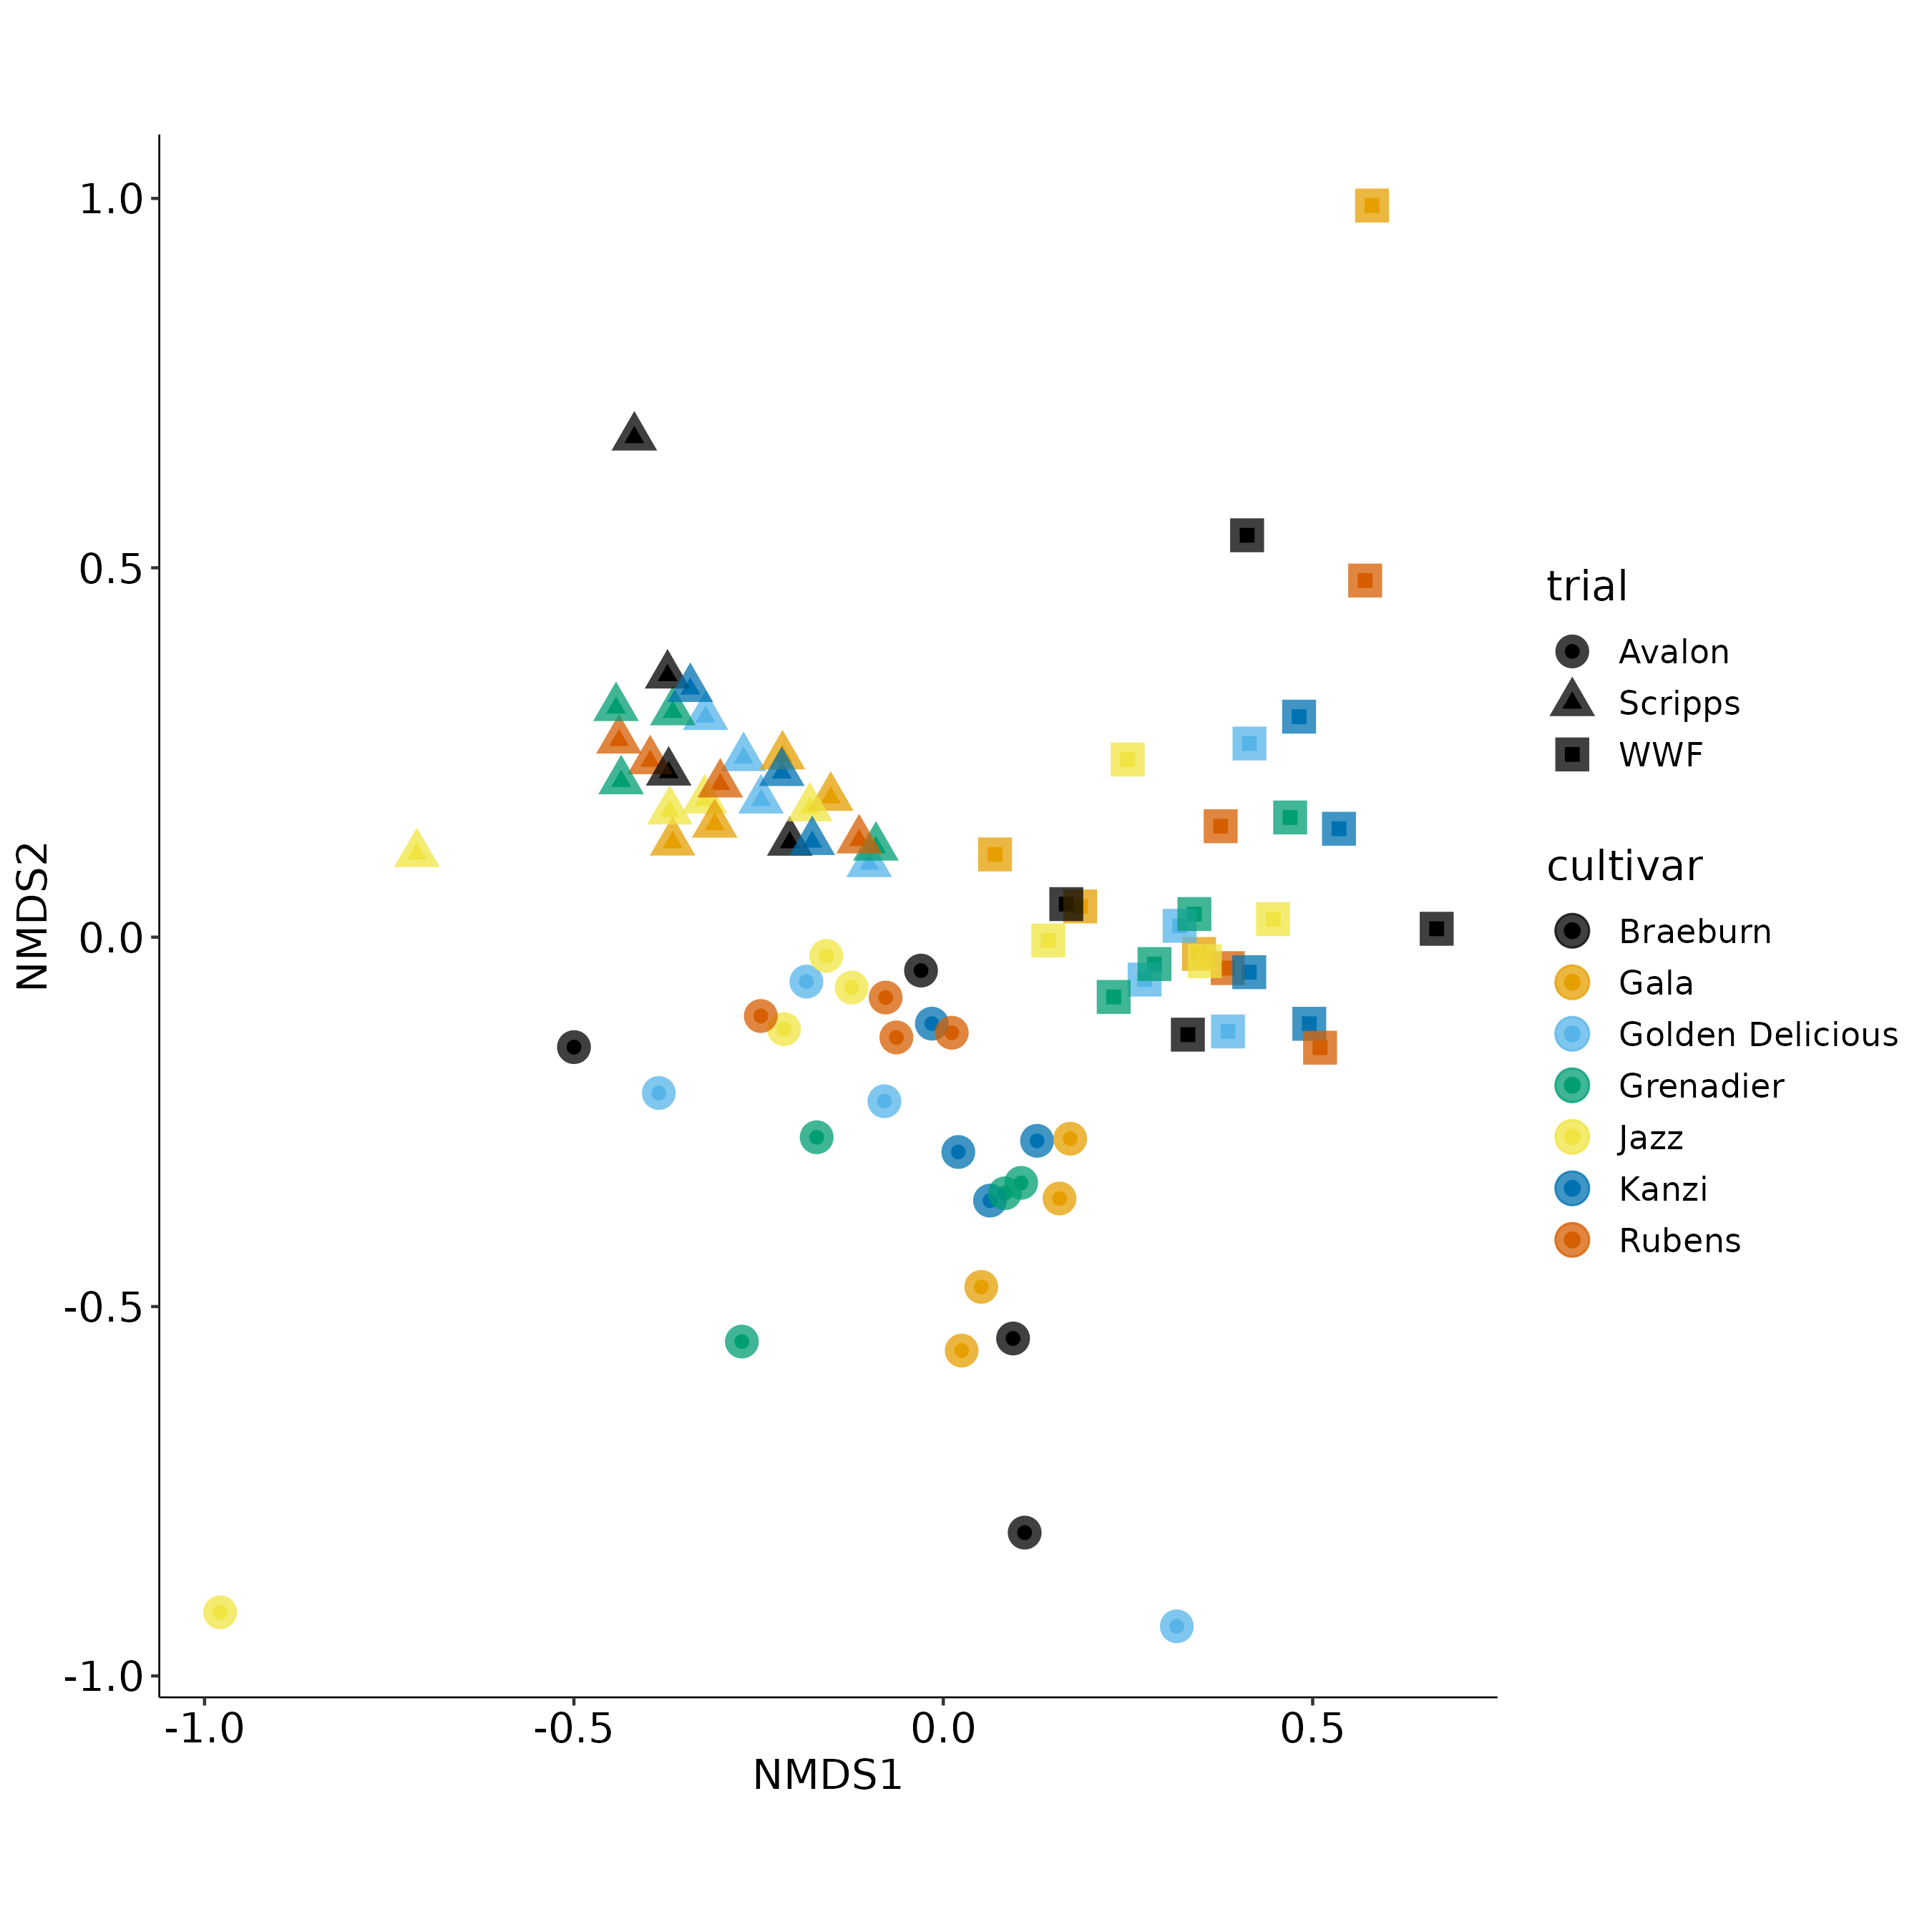 1.0
0.5
0.0
-0.5
-1.0
NMDS2
-1.0
-0.5
0.0
0.5
NMDS1
trial
Avalon
Scripps
WWF
cultivar
Braeburn
Gala
Golden Delicious
Grenadier
Jazz
Kanzi
Rubens